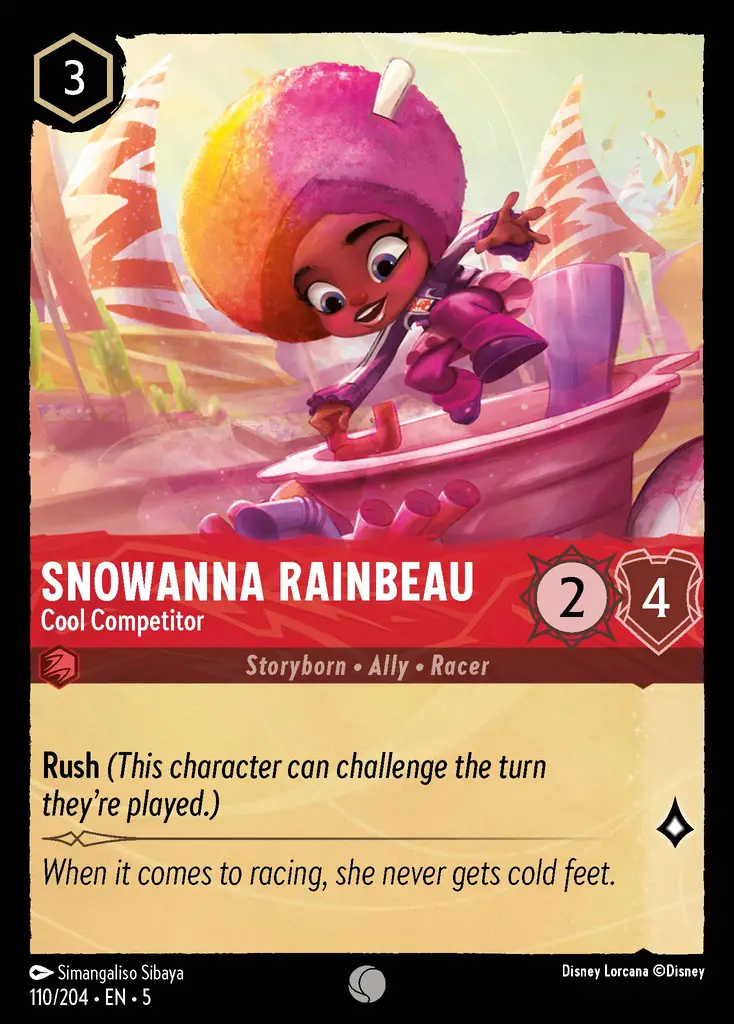 3
SNOWANNA RAINBEAU
Cool Competitor
2
4
Storyborn • Ally • Racer
Rush (This character can challenge the turn
they're played.)
When it comes to racing, she never gets cold feet.
Simangaliso Sibaya
Disney Lorcana ©Disney
110/204 • EN • 5